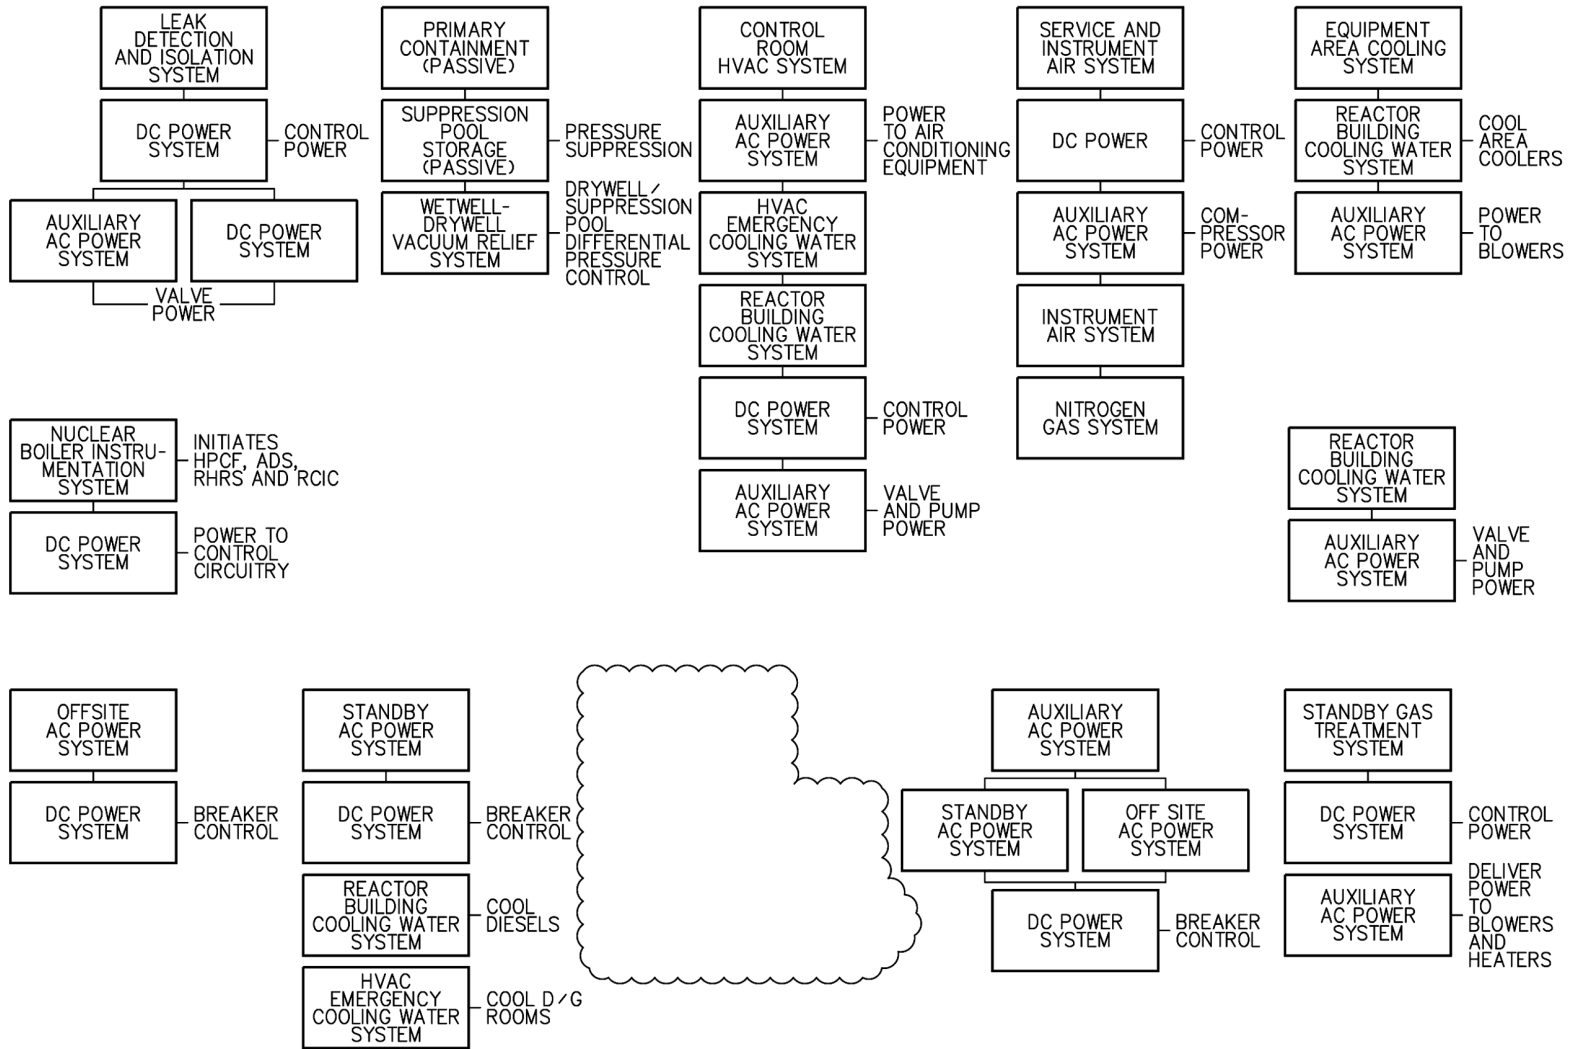 LEAK
DETECTION
AND ISOLATION
SYSTEM
DC POWER
SYSTEM
CONTROL
POWER
AUXILIARY
AC POWER
SYSTEM
DC POWER
SYSTEM
VALVE
POWER
PRIMARY
CONTAINMENT
(PASSIVE)
SUPPRESSION
POOL
STORAGE
(PASSIVE)
PRESSURE
SUPPRESSION
WETWELL-
DRYWELL
VACUUM RELIEF
SYSTEM
DRYWELL/
SUPPRESSION
POOL
DIFFERENTIAL
PRESSURE
CONTROL
CONTROL
ROOM
HVAC SYSTEM
AUXILIARY
AC POWER
SYSTEM
POWER
TO AIR
CONDITIONING
EQUIPMENT
HVAC
EMERGENCY
COOLING WATER
SYSTEM
REACTOR
BUILDING
COOLING WATER
SYSTEM
DC POWER
SYSTEM
CONTROL
POWER
AUXILIARY
AC POWER
SYSTEM
VALVE
AND PUMP
POWER
SERVICE AND
INSTRUMENT
AIR SYSTEM
DC POWER
CONTROL
POWER
AUXILIARY
AC POWER
SYSTEM
COM-
PRESSOR
POWER
INSTRUMENT
AIR SYSTEM
NITROGEN
GAS SYSTEM
EQUIPMENT
AREA COOLING
SYSTEM
REACTOR
BUILDING
COOLING WATER
SYSTEM
COOL
AREA
COOLERS
AUXILIARY
AC POWER
SYSTEM
POWER
TO
BLOWERS
NUCLEAR
BOILER INSTRU-
MENTATION
SYSTEM
INITIATES
HPCF, ADS,
RHRS AND RCIC
DC POWER
SYSTEM
POWER TO
CONTROL
CIRCUITRY
REACTOR
BUILDING
COOLING WATER
SYSTEM
AUXILIARY
AC POWER
SYSTEM
VALVE
AND
PUMP
POWER
OFFSITE
AC POWER
SYSTEM
DC POWER
SYSTEM
BREAKER
CONTROL
STANDBY
AC POWER
SYSTEM
DC POWER
SYSTEM
BREAKER
CONTROL
REACTOR
BUILDING
COOLING WATER
SYSTEM
COOL
DIESELS
HVAC
EMERGENCY
COOLING WATER
SYSTEM
COOL D/G
ROOMS
AUXILIARY
AC POWER
SYSTEM
STANDBY
AC POWER
SYSTEM
OFF SITE
AC POWER
SYSTEM
DC POWER
SYSTEM
BREAKER
CONTROL
STANDBY GAS
TREATMENT
SYSTEM
DC POWER
SYSTEM
CONTROL
POWER
AUXILIARY
AC POWER
SYSTEM
DELIVER
POWER
TO
BLOWERS
AND
HEATERS